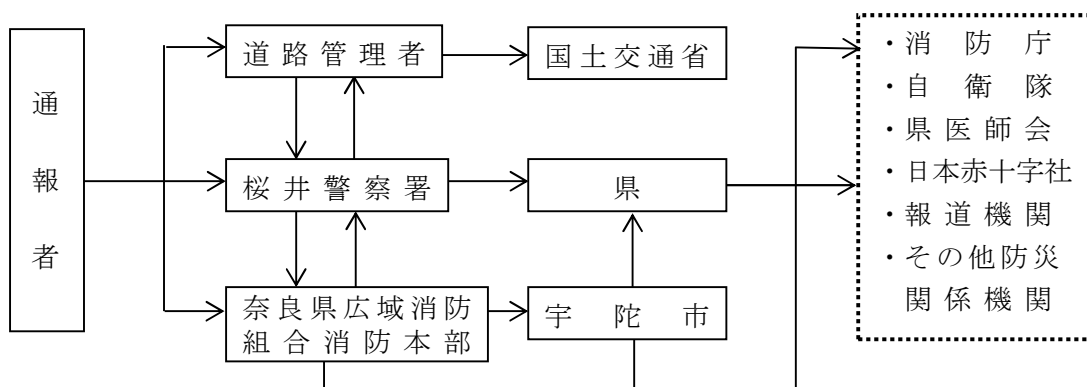 通報者
道路管理者
国土交通省
桜井警察署
県
奈良県広域消防
組合消防本部
宇陀市
・消防庁
・自衛隊
・県医師会
・日本赤十字社
・報道機関
・その他防災
関係機関